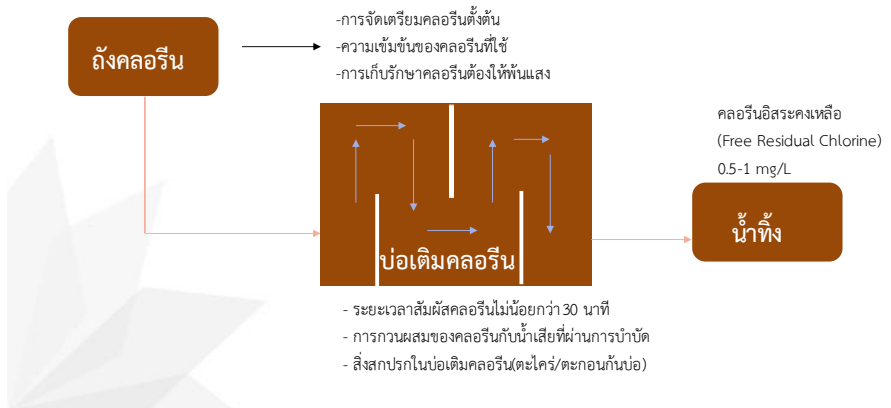 ถังคลอรีน
-การจัดเตรียมคลอรีนตั้งต้น
-ความเข้มข้นของคลอรีนที่ใช้
-การเก็บรักษาคลอรีนต้องให้พ้นแสง
บ่อเติมคลอรีน
- ระยะเวลาสัมผัสคลอรีนไม่น้อยกว่า 30 นาที
- การกวนผสมของคลอรีนกับน้ำเสียที่ผ่านการบำบัด
- สิ่งสกปรกในบ่อเติมคลอรีน(ตะไคร่/ตะกอนก้นบ่อ)
คลอรีนอิสระคงเหลือ
(Free Residual Chlorine)
0.5-1 mg/L
น้ำทิ้ง